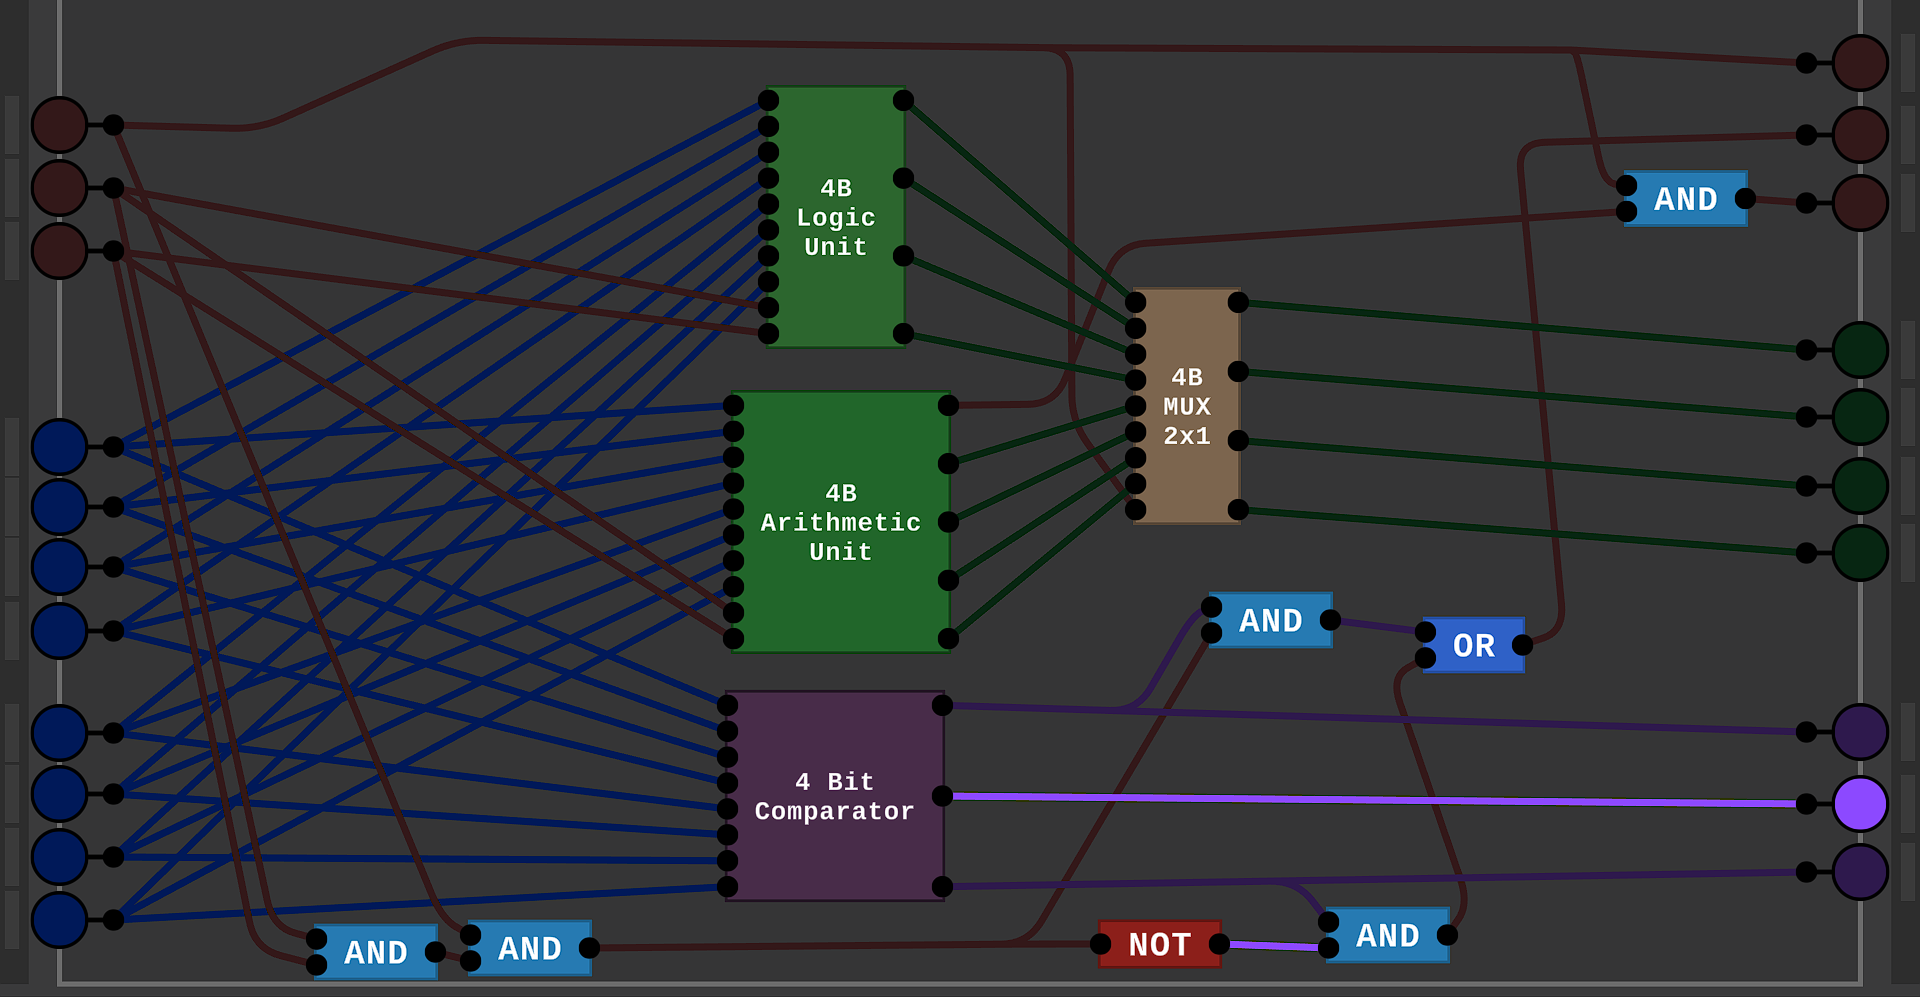 4B
Logic
Unit
AND
4B
MUX
2x1
4B
Arithmetic
Unit
AND
OR
4 Bit
Comparator
AND
AND
NOT
AND